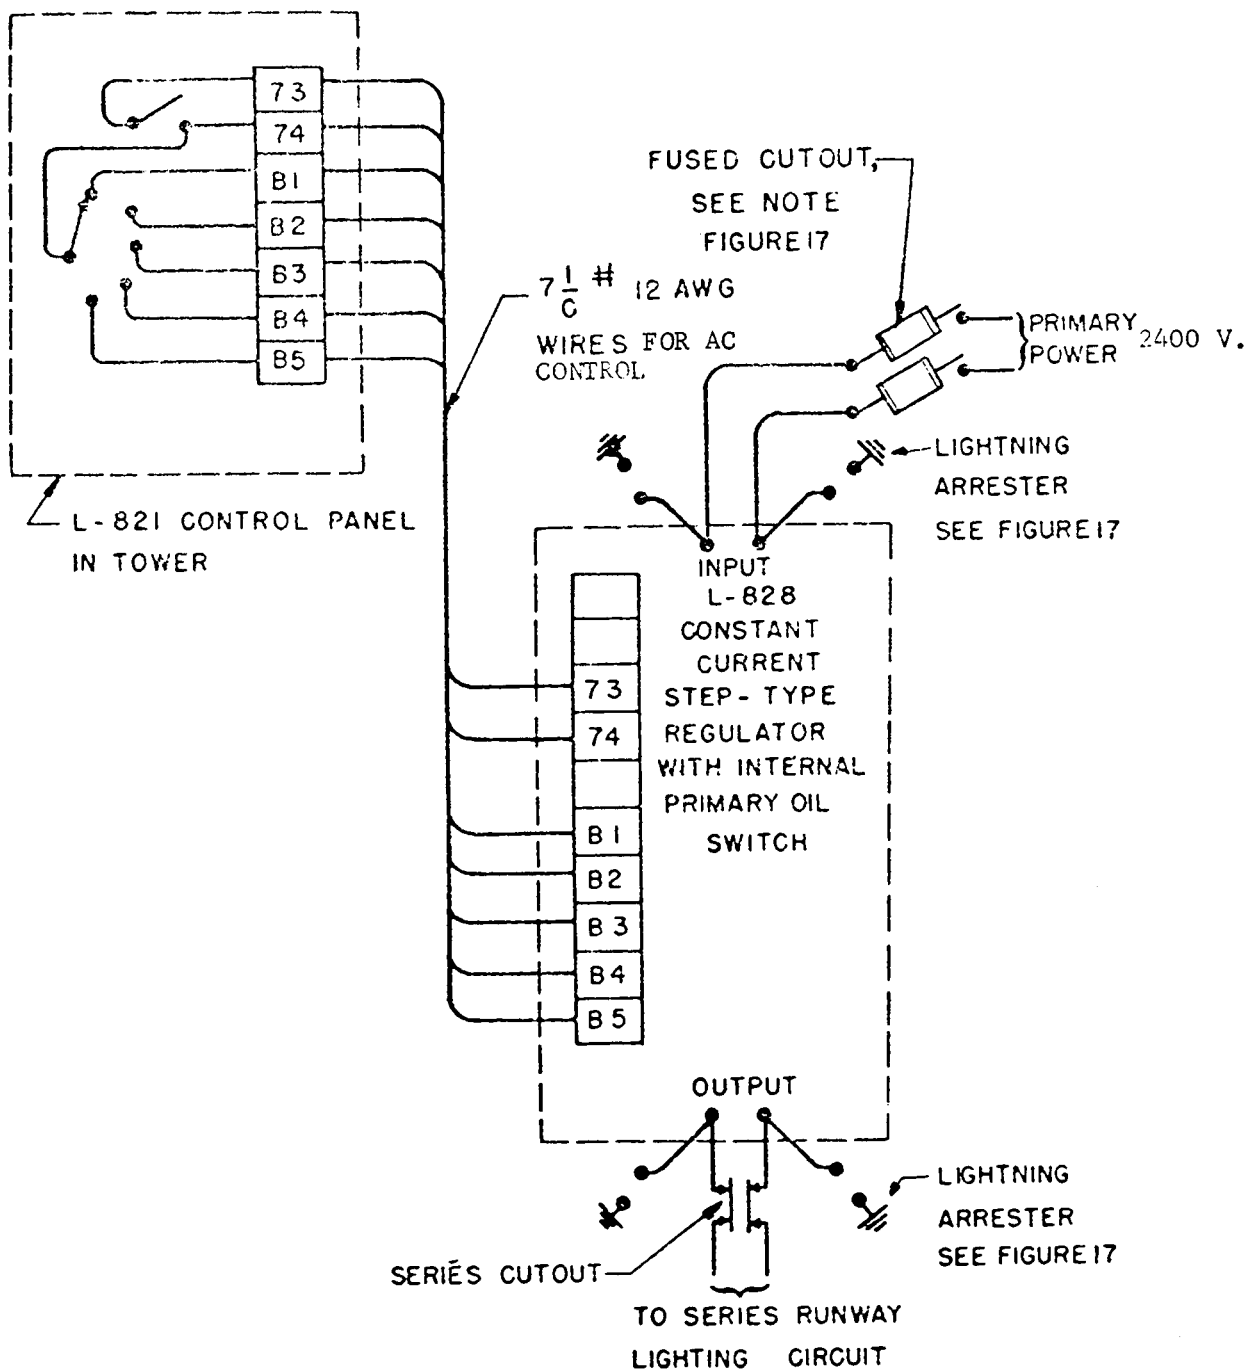 73
74
B1
B2
B3
B4
B5
L-821 CONTROL PANEL
IN TOWER
7 1/C # 12 AWG
WIRES FOR AC
CONTROL
FUSED CUTOUT,
SEE NOTE
FIGURE 17
PRIMARY
POWER
2400 V.
LIGHTNING
ARRESTER
SEE FIGURE 17
INPUT
L-828
CONSTANT
CURRENT
STEP-TYPE
REGULATOR
WITH INTERNAL
PRIMARY OIL
SWITCH
73
74
B1
B2
B3
B4
B5
OUTPUT
LIGHTNING
ARRESTER
SEE FIGURE 17
SERIES CUTOUT
TO SERIES RUNWAY
LIGHTING CIRCUIT